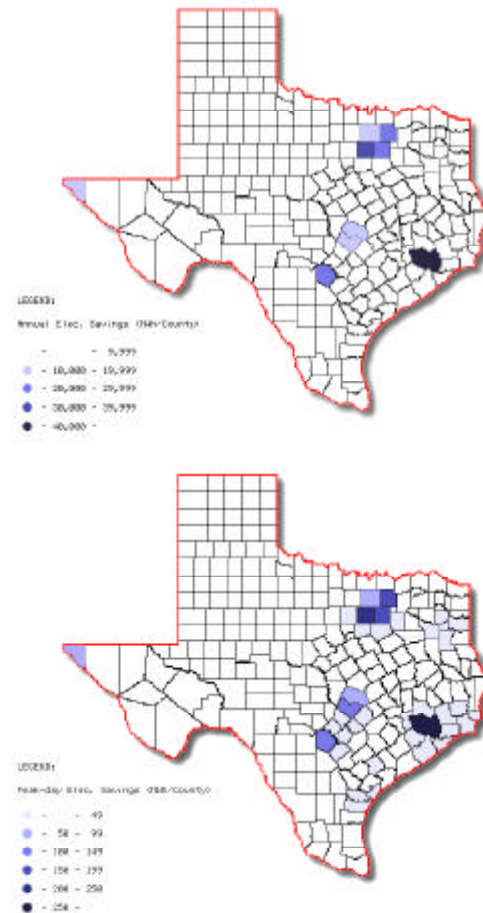 LEGEND:
Annual Elec. Savings (MWh/County)
- - 9,999
- 10,000 - 19,999
- 20,000 - 29,999
- 30,000 - 39,999
- 40,000 -
LEGEND:
Peak-day Elec. Savings (MWh/County)
- - 49
- 50 - 99
- 100 - 149
- 150 - 199
- 200 - 250
- 250 -